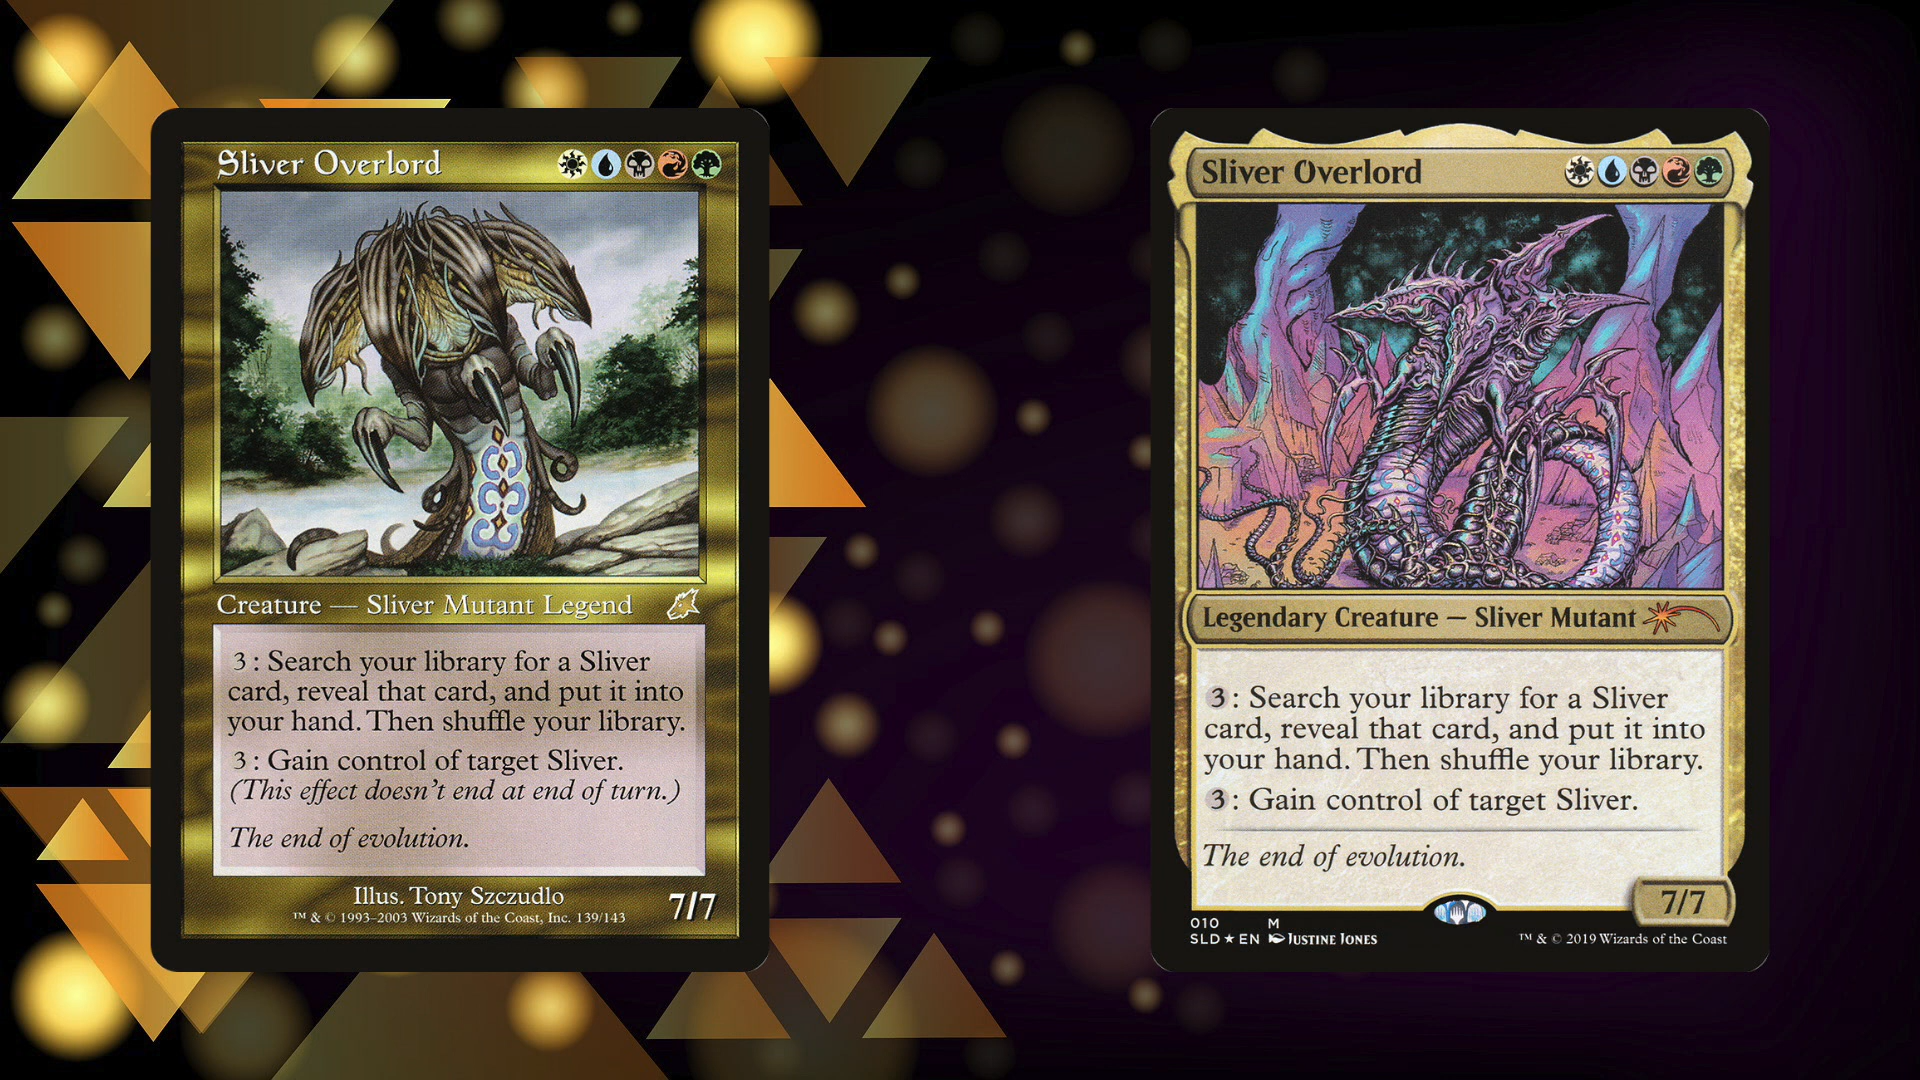 Sliver Overlord
Creature — Sliver Mutant Legend
3: Search your library for a Sliver
card, reveal that card, and put it into
your hand. Then shuffle your library.
3: Gain control of target Sliver.
(This effect doesn't end at end of turn.)
The end of evolution.
Illus. Tony Szczudlo
7/7
™ & © 1993–2003 Wizards of the Coast, Inc. 139/143
Sliver Overlord
Legendary Creature — Sliver Mutant
3: Search your library for a Sliver
card, reveal that card, and put it into
your hand. Then shuffle your library.
3: Gain control of target Sliver.
The end of evolution.
7/7
010 M
SLD ★ EN Justine Jones
™ & © 2019 Wizards of the Coast